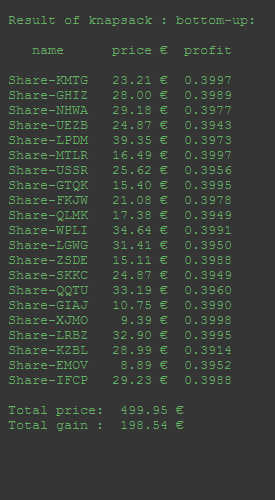 Result of knapsack : bottom-up:
name price € profit
Share-KMTG 23.21 € 0.3997
Share-GHIZ 28.00 € 0.3989
Share-NHWA 29.18 € 0.3977
Share-UEZB 24.87 € 0.3943
Share-LPDM 39.35 € 0.3973
Share-MTLR 16.49 € 0.3997
Share-USSR 25.62 € 0.3956
Share-GTQK 15.40 € 0.3995
Share-FKJW 21.08 € 0.3978
Share-QLMK 17.38 € 0.3949
Share-WPLI 34.64 € 0.3991
Share-LGWG 31.41 € 0.3950
Share-ZSDE 15.11 € 0.3988
Share-SKKC 24.87 € 0.3949
Share-QQTU 33.19 € 0.3960
Share-GIAJ 10.75 € 0.3990
Share-XJMO 9.39 € 0.3998
Share-LRBZ 32.90 € 0.3995
Share-KZBL 28.99 € 0.3914
Share-EMOV 8.89 € 0.3952
Share-IFCP 29.23 € 0.3988
Total price: 499.95 €
Total gain : 198.54 €